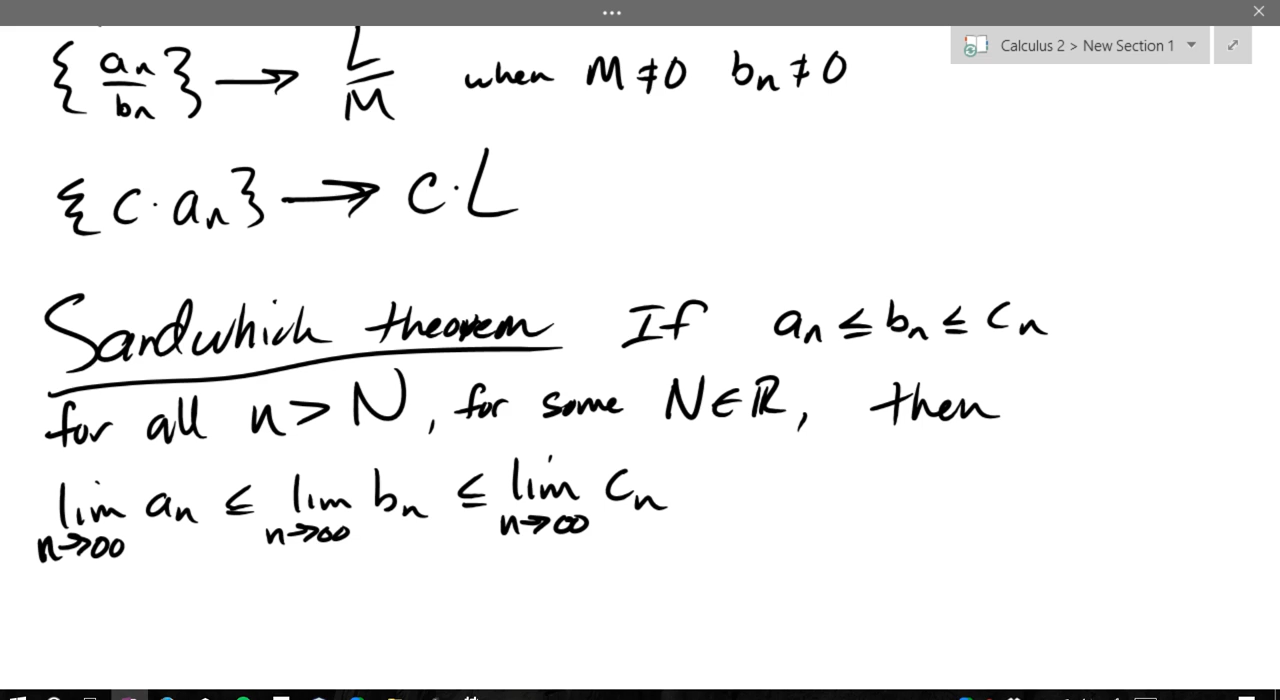 Calculus 2 > New Section 1
{an/bn} → L/M when M≠0 bn≠0
{c·an} → c·L
Sandwhich theorem If an ≤ bn ≤ cn
for all n > N, for some N∈ℝ, then
lim n→∞ an ≤ lim n→∞ bn ≤ lim n→∞ cn